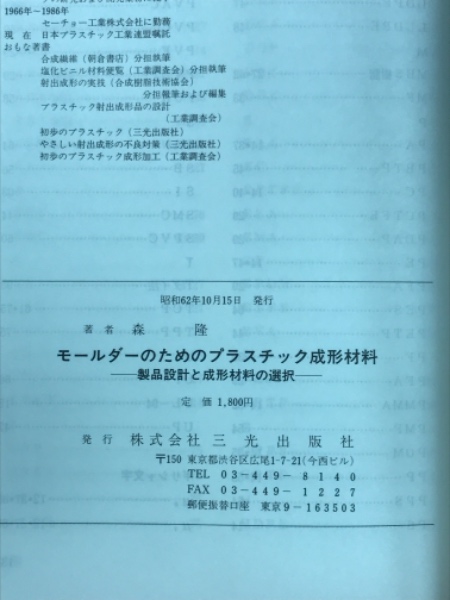 1966年~1986年
セーチョー工業株式会社に勤務
現 在 日本プラスチック工業連盟嘱託
おもな著書
合成繊維(朝倉書店)分担執筆
塩化ビニル材料便覧(工業調査会)分担執筆
射出成形の実技(合成樹脂技術協会)
分担執筆および編集
プラスチック射出成形品の設計
(工業調査会)
初歩のプラスチック(三光出版社)
やさしい射出成形の不良対策(三光出版社)
初歩のプラスチック成形加工(工業調査会)
昭和62年10月15日 発行
著 者 森 隆
モールダーのためのプラスチック成形材料
――製品設計と成形材料の選択――
定 価 1,800円
発 行 株式会社三光出版社
〒150 東京都渋谷区広尾1-7-21(今西ビル)
TEL 03-449-8140
FAX 03-449-1227
郵便振替口座 東京9-163503